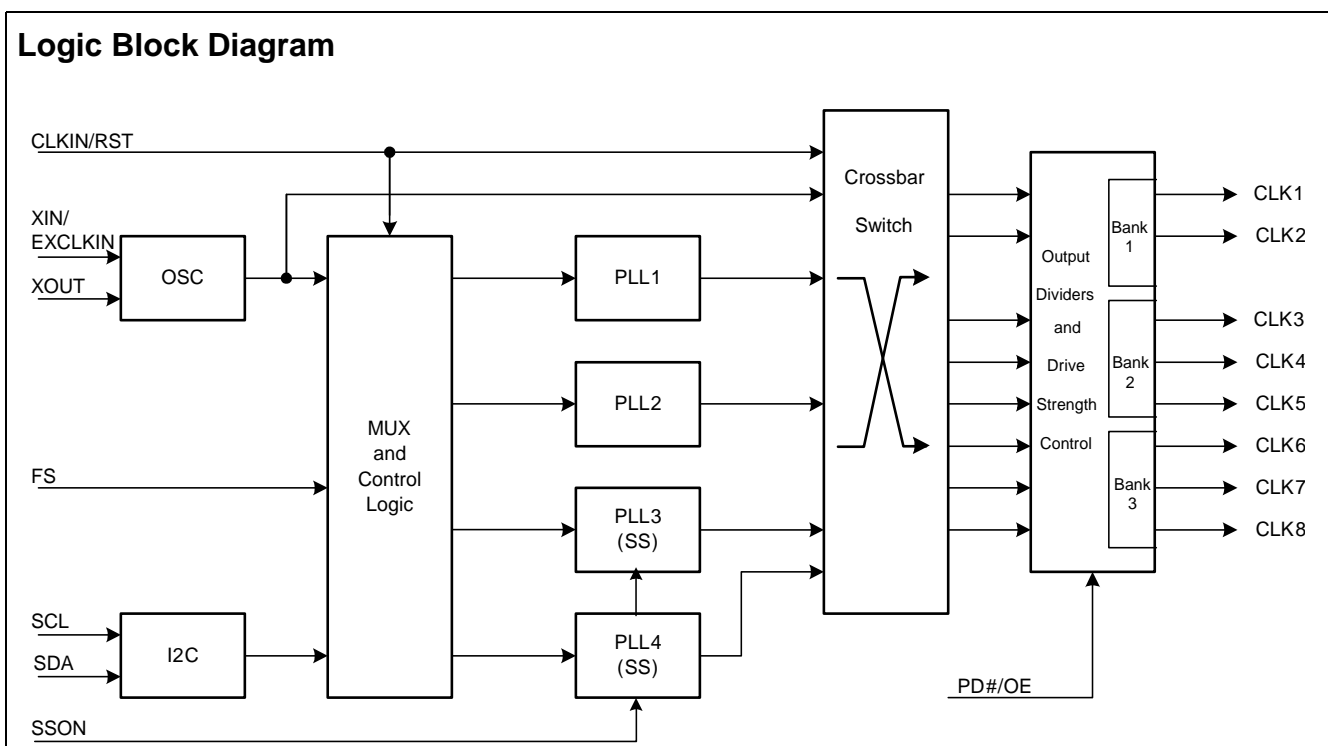 Logic Block Diagram
CLKIN/RST
XIN/
EXCLKIN
XOUT
OSC
FS
SCL
SDA
I2C
SSON
MUX
and
Control
Logic
PLL1
PLL2
PLL3
(SS)
PLL4
(SS)
Crossbar
Switch
Output
Dividers
and
Drive
Strength
Control
Bank
1
Bank
2
Bank
3
PD#/OE
CLK1
CLK2
CLK3
CLK4
CLK5
CLK6
CLK7
CLK8